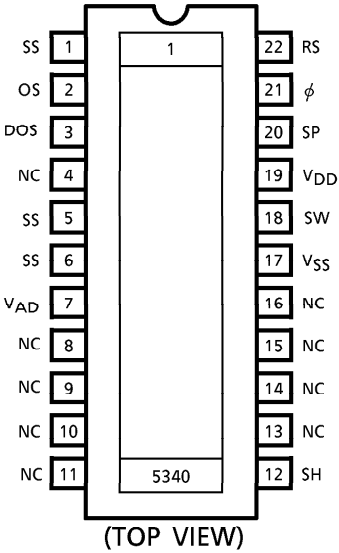 SS 1 1 22 RS
OS 2 21 ϕ
DOS 3 20 SP
NC 4 19 VDD
SS 5 18 SW
SS 6 17 VSS
VAD 7 16 NC
NC 8 15 NC
NC 9 14 NC
NC 10 13 NC
NC 11 5340 12 SH
(TOP VIEW)